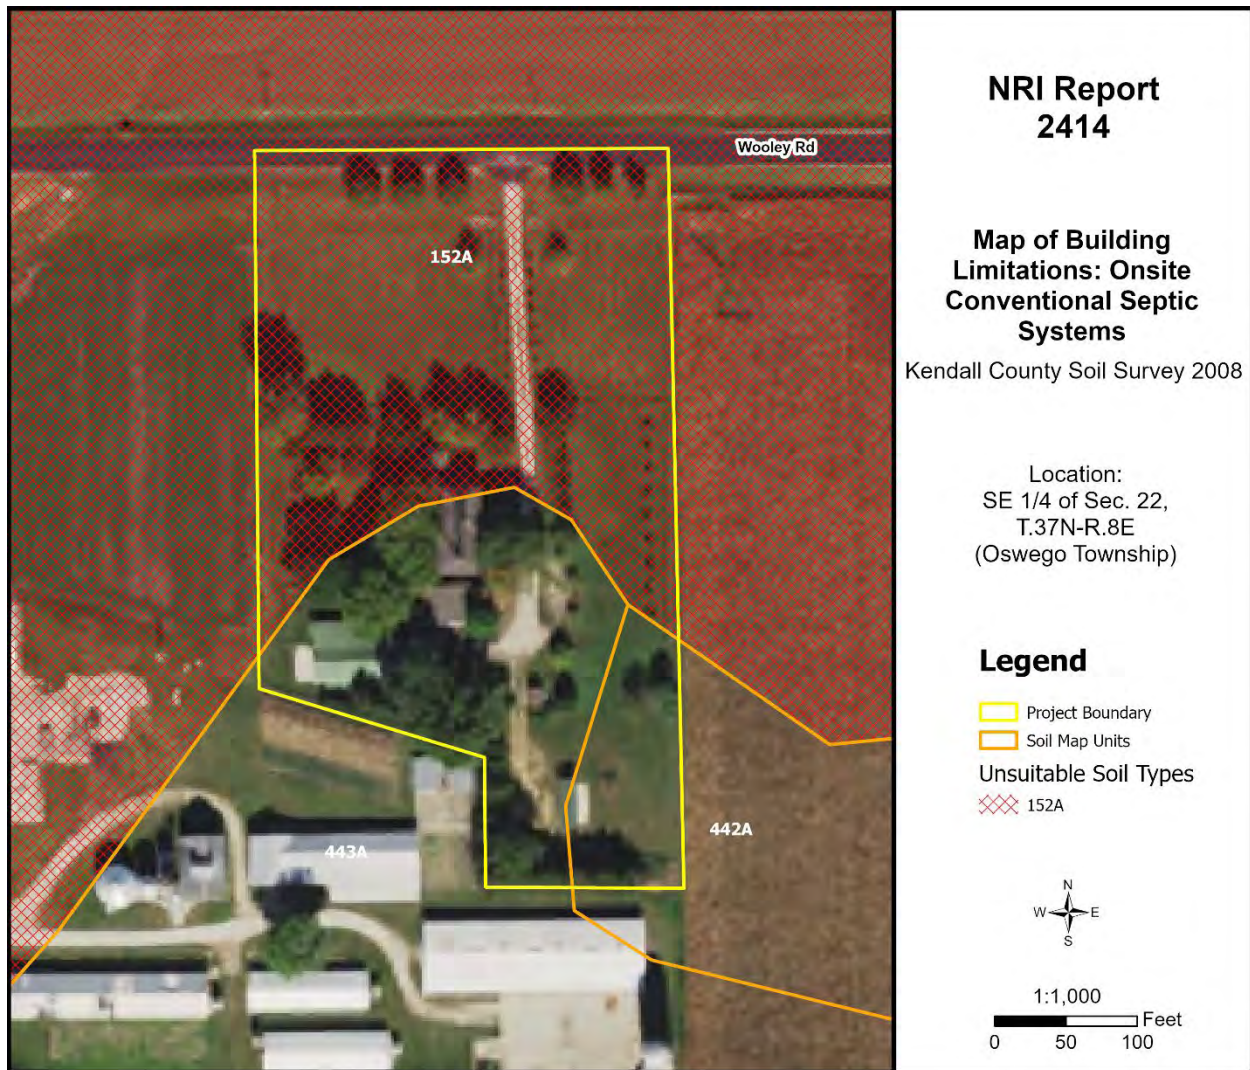 Wooley Rd
152A
443A
442A
NRI Report
2414
Map of Building
Limitations: Onsite
Conventional Septic
Systems
Kendall County Soil Survey 2008
Location:
SE 1/4 of Sec. 22,
T.37N-R.8E
(Oswego Township)
Legend
Project Boundary
Soil Map Units
Unsuitable Soil Types
152A
N
W E
S
1:1,000
Feet
0 50 100